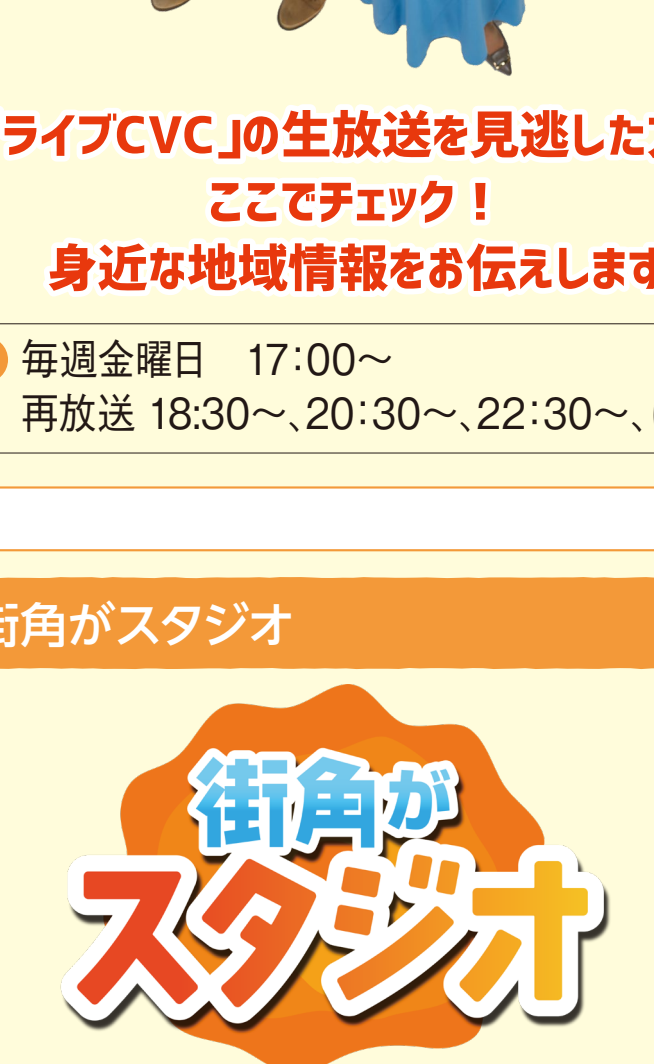 ライブCVC」の生放送を見逃した
ここでチェック！
身近な地域情報をお伝えします
毎週金曜日　17:00～
再放送 18:30～、20:30～、22:30～、
街角がスタジオ
街角が
スタジオ